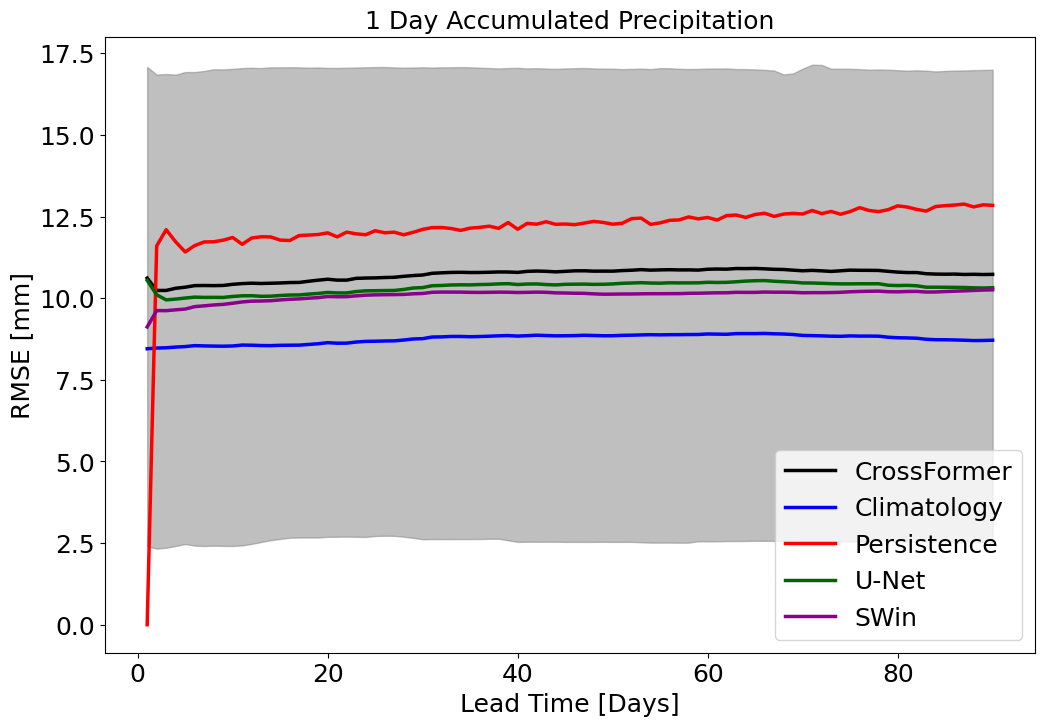 1 Day Accumulated Precipitation
RMSE [mm]
17.5
15.0
12.5
10.0
7.5
5.0
2.5
0.0
CrossFormer
Climatology
Persistence
U-Net
SWin
0 20 40 60 80
Lead Time [Days]